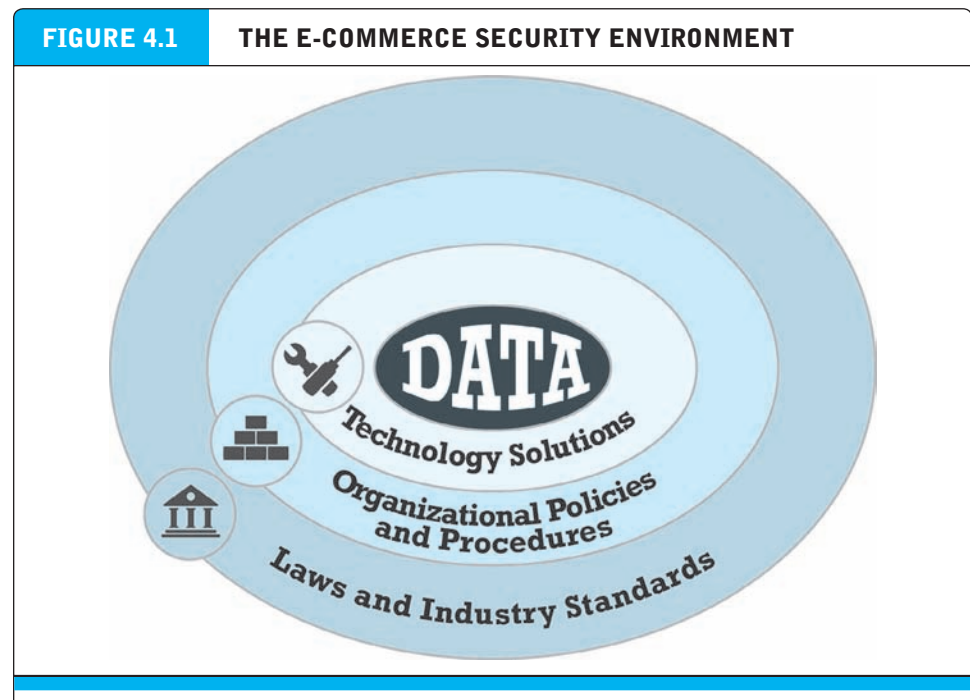 FIGURE 4.1 THE E-COMMERCE SECURITY ENVIRONMENT
DATA
Technology Solutions
Organizational Policies
and Procedures
Laws and Industry Standards